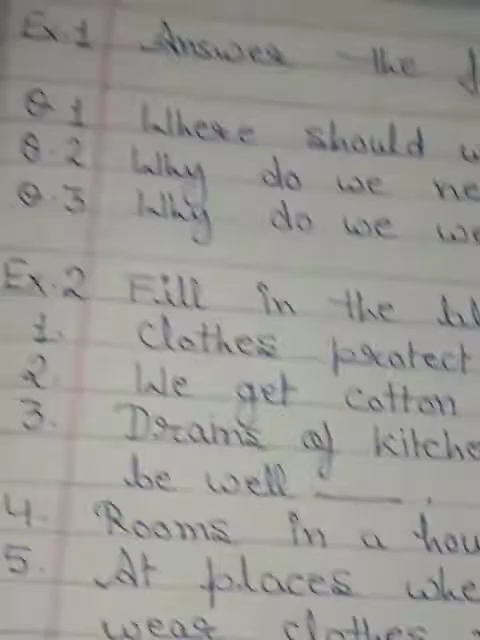 Ex.1 Answer the
Q.1 Where should
Q.2 Why do we ne
Q.3 Why do we we
Ex.2 Fill in the bl
1. Clothes protect
2. We get cotton
3. Drains of kitche
be well ___.
4. Rooms in a hou
5. At places whe
wear clothes